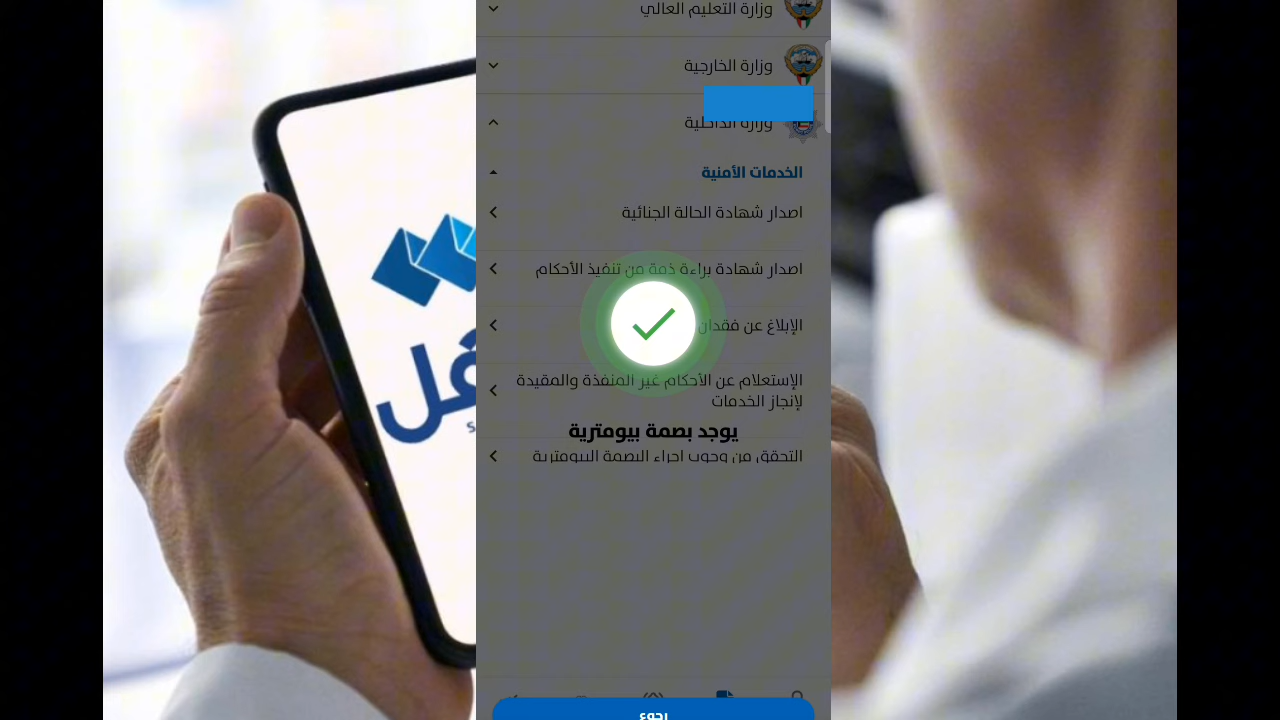 وزارة التعليم العالي
وزارة الخارجية
وزارة الداخلية
الخدمات الأمنية
اصدار شهادة الحالة الجنائية
اصدار شهادة براءة ذمة من تنفيذ الأحكام
الإبلاغ عن فقدان
الإستعلام عن الأحكام غير المنفذة والمقيدة
لإنجاز الخدمات
يوجد بصمة بيومترية
التحقق من وجوب اجراء البصمة البيومترية
رجوع